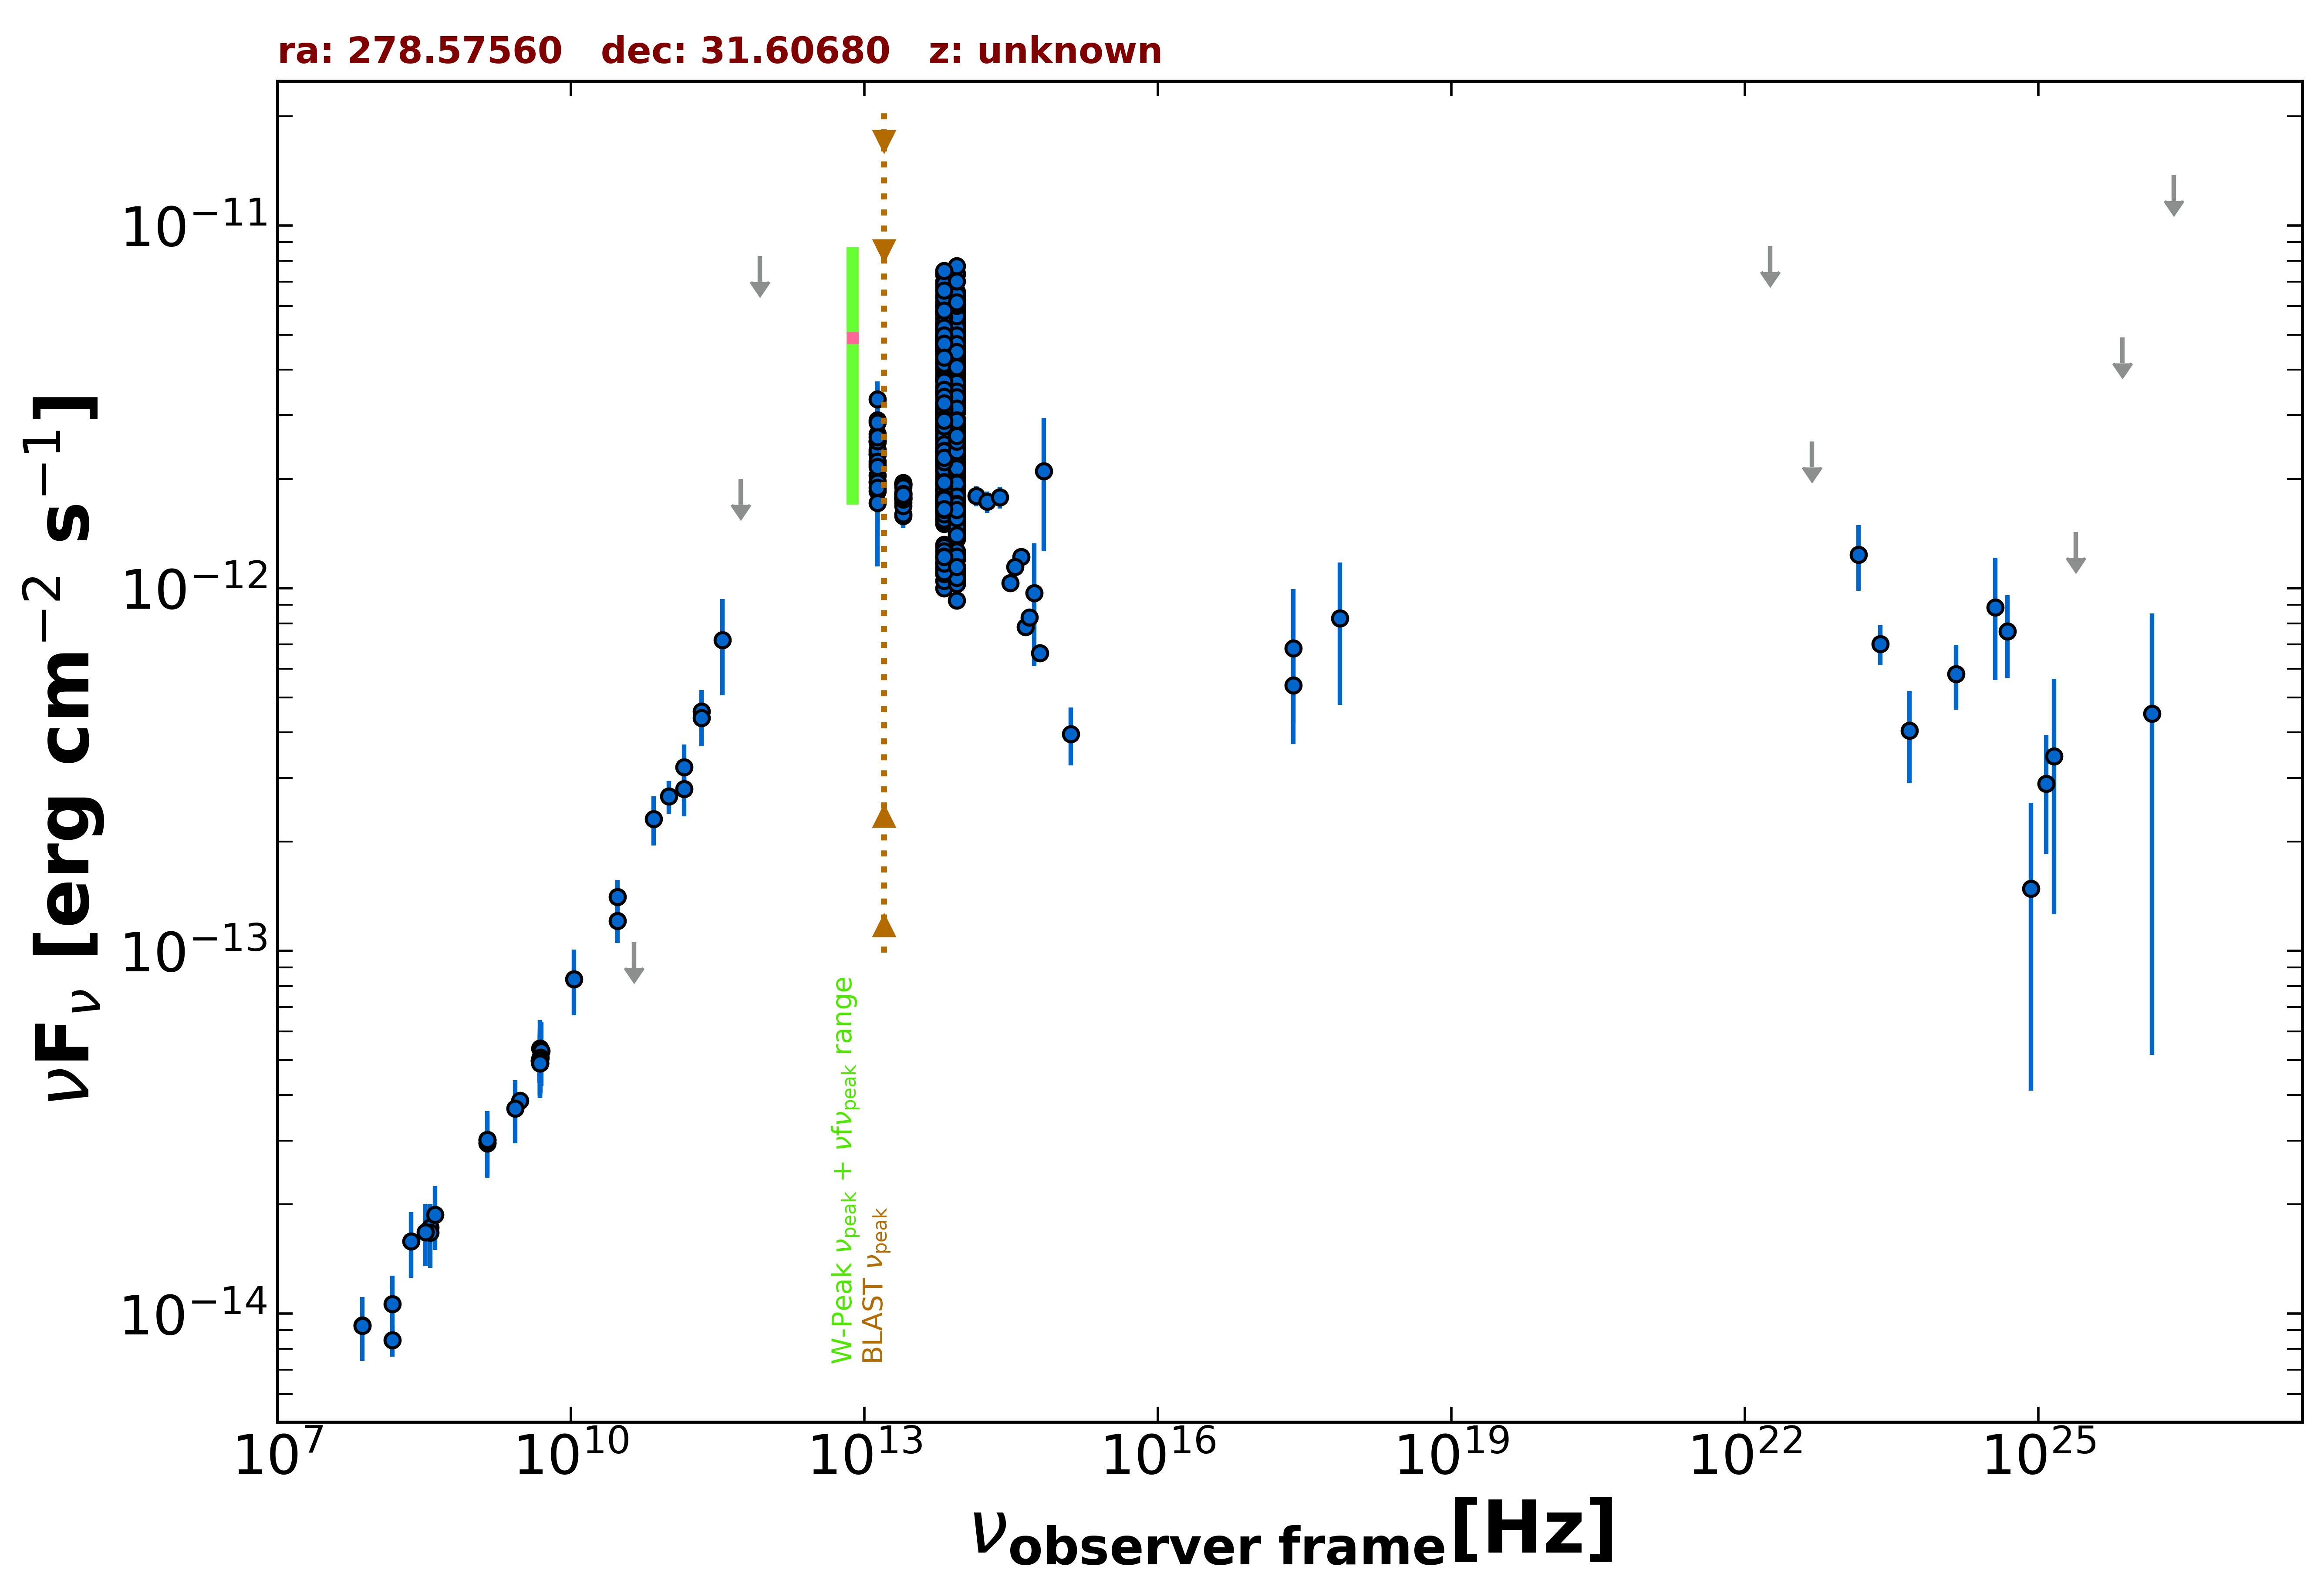 ra: 278.57560   dec: 31.60680   z: unknown
10⁻¹¹
10⁻¹²
10⁻¹³
10⁻¹⁴
νFν [erg cm⁻² s⁻¹]
W-Peak νpeak + νfνpeak range
BLAST νpeak
10⁷ 10¹⁰ 10¹³ 10¹⁶ 10¹⁹ 10²² 10²⁵
νobserver frame[Hz]